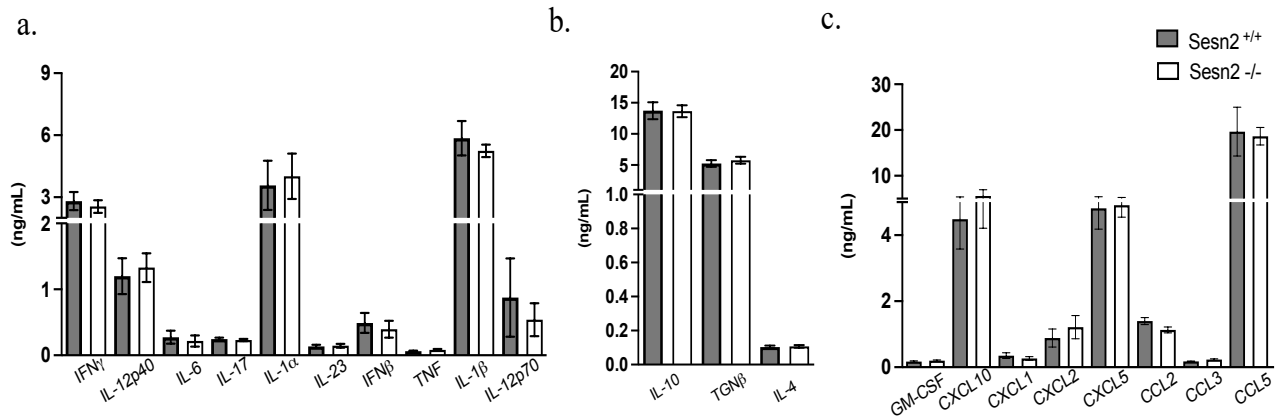 a.
(ng/mL)
9
6
3
2
1
0
IFNγ
IL-12p40
IL-6
IL-17
IL-1α
IL-23
IFNβ
TNF
IL-1β
IL-12p70
b.
(ng/mL)
20
15
10
5
1.0
0.8
0.6
0.4
0.2
0.0
IL-10
TGNβ
IL-4
c.
Sesn2 +/+
Sesn2 -/-
(ng/mL)
30
20
10
4
2
0
GM-CSF
CXCL10
CXCL1
CXCL2
CXCL5
CCL2
CCL3
CCL5